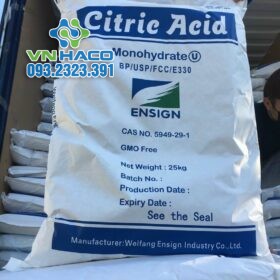 Citric Acid
VNHACO
093.2323.391
Monohydrate U
BP/USP/FCC/E330
ENSIGN
CAS NO. 5949-29-1
GMO Free
Net Weight : 25kg
Batch No. :
Production Date :
Expiry Date :
See the Seal
Manufacturer:Weifang Ensign Industry Co.,Ltd.